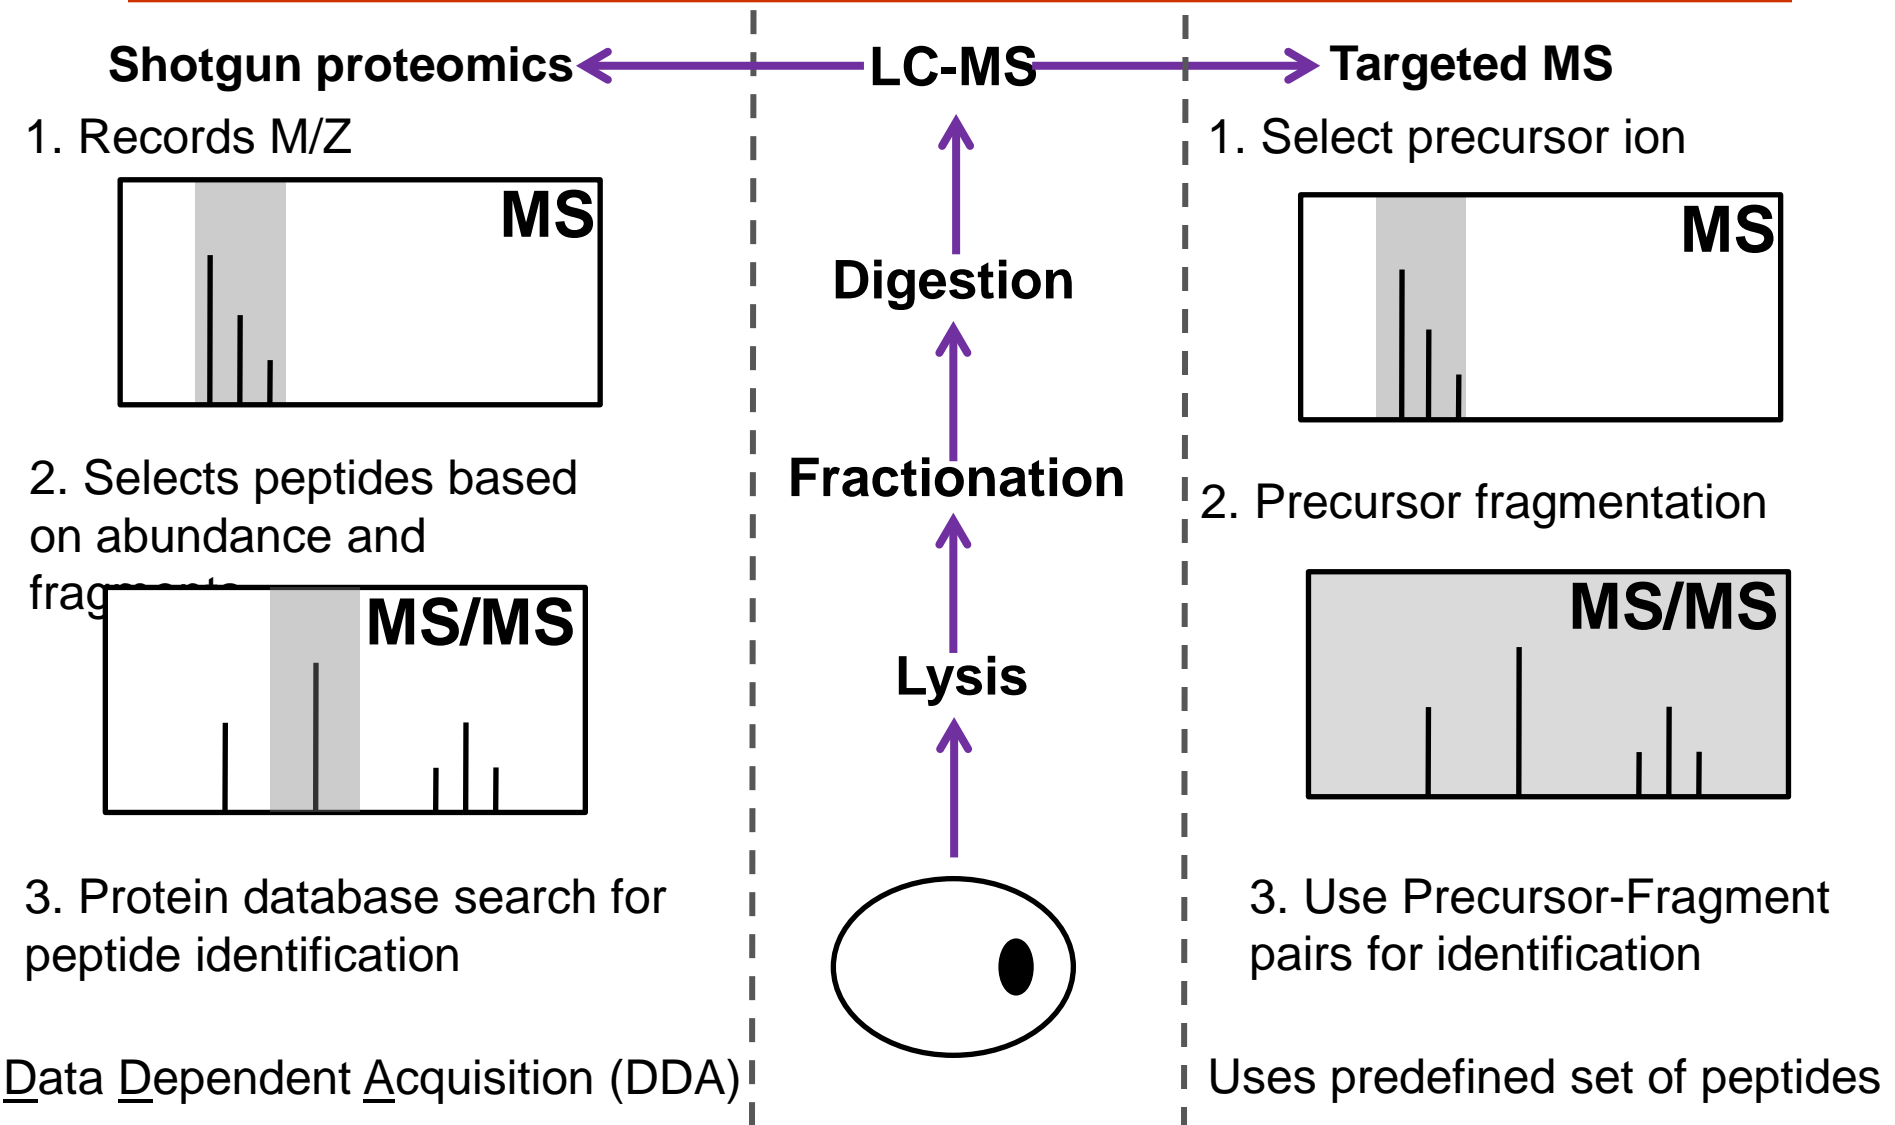 Shotgun proteomics
1. Records M/Z
MS
2. Selects peptides based
on abundance and
MS/MS
3. Protein database search for
peptide identification
Data Dependent Acquisition (DDA)
LC-MS
Digestion
Fractionation
Lysis
Targeted MS
1. Select precursor ion
MS
2. Precursor fragmentation
MS/MS
3. Use Precursor-Fragment
pairs for identification
Uses predefined set of peptides